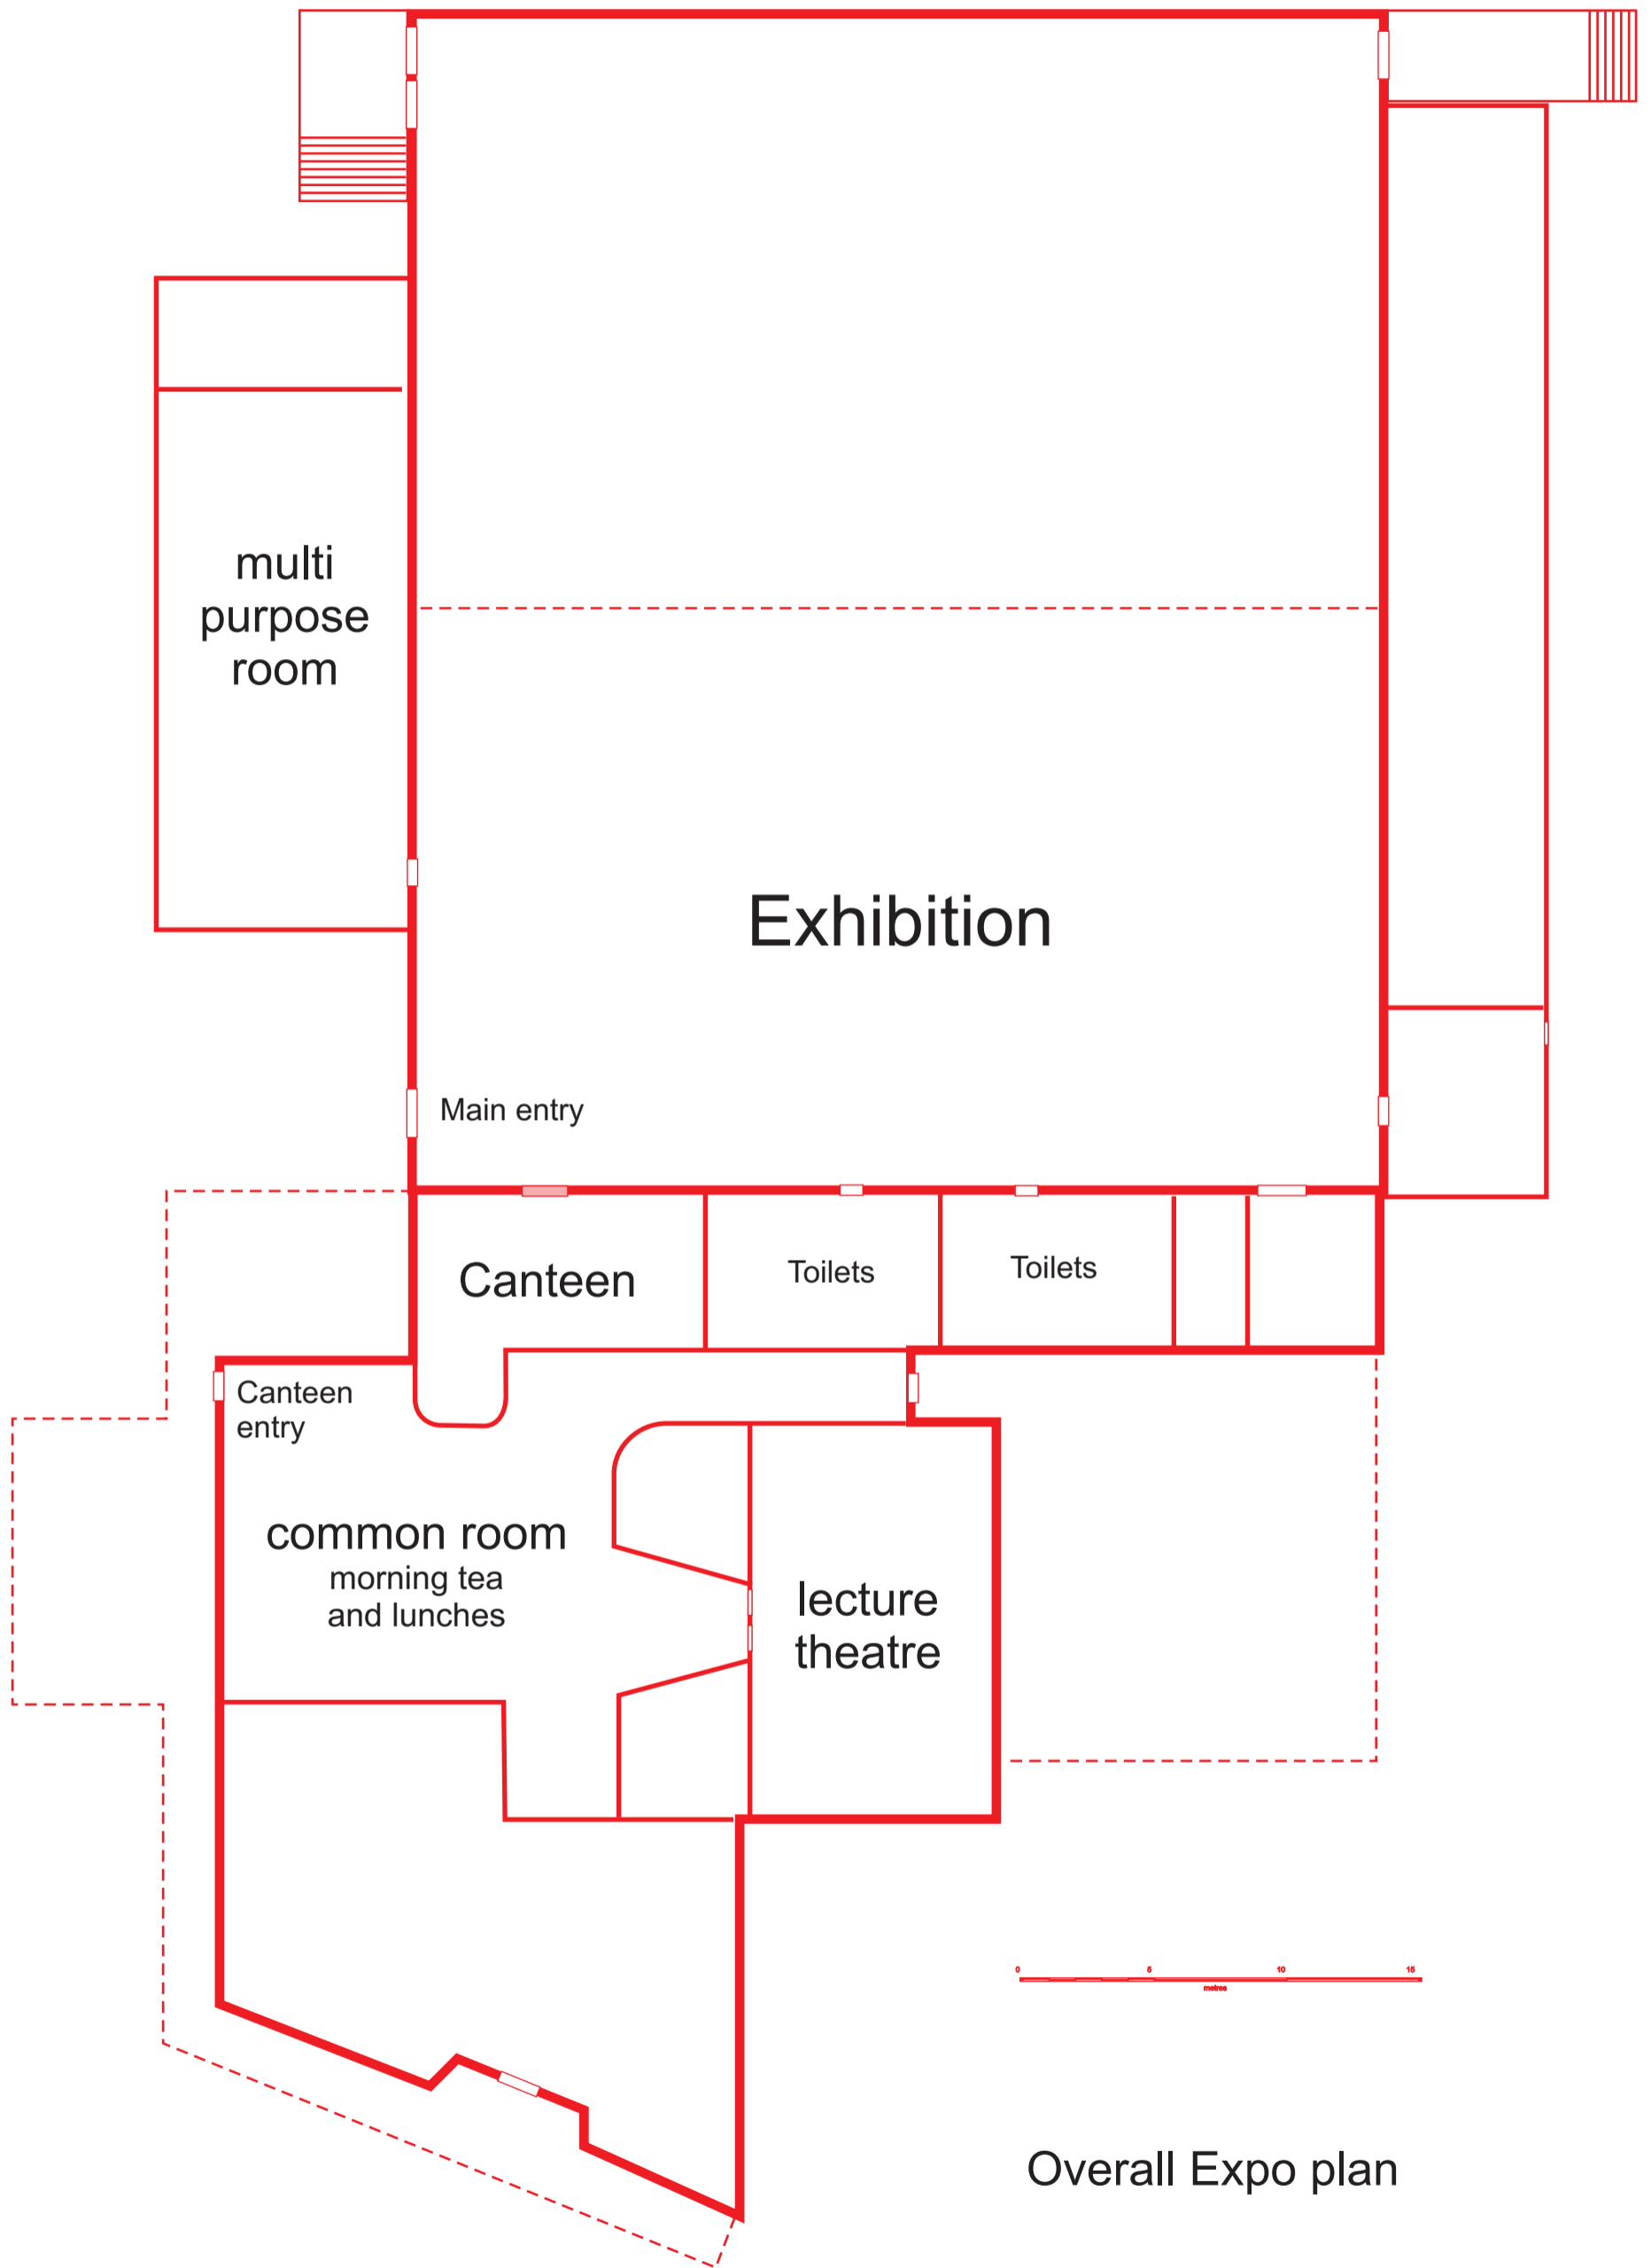 multi
purpose
room
Exhibition
Main entry
Canteen
Toilets
Toilets
Canteen
entry
common room
morning tea
and lunches
lecture
theatre
0 5 10 15
metres
Overall Expo plan